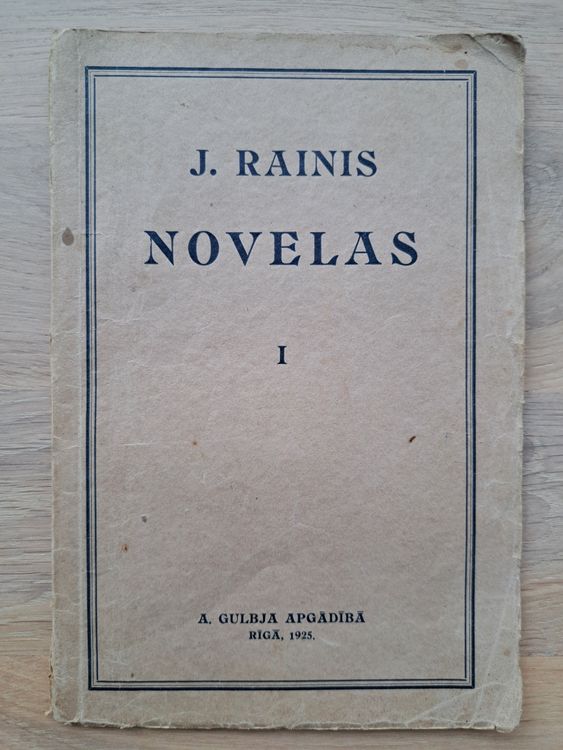 J. RAINIS
NOVELAS
I
A. GULBJA APGĀDĪBĀ
RĪGĀ, 1925.